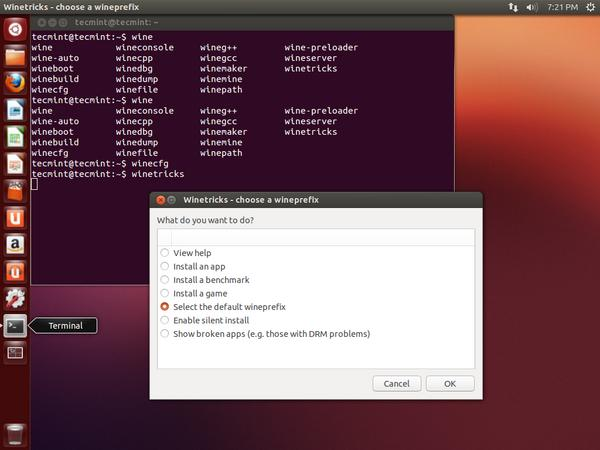 Winetricks - choose a wineprefix
7:21 PM
tecmint@tecmint: ~
tecmint@tecmint:~$ wine
wine wineconsole wineg++ wine-preloader
wine-auto winecpp winegcc wineserver
wineboot winedbg winemaker winetricks
winebuild winedump winemine
winecfg winefile winepath
tecmint@tecmint:~$ wine
wine wineconsole wineg++ wine-preloader
wine-auto winecpp winegcc wineserver
wineboot winedbg winemaker winetricks
winebuild winedump winemine
winecfg winefile winepath
tecmint@tecmint:~$ winecfg
tecmint@tecmint:~$ winetricks
Winetricks - choose a wineprefix
What do you want to do?
View help
Install an app
Install a benchmark
Install a game
Select the default wineprefix
Enable silent install
Show broken apps (e.g. those with DRM problems)
Cancel
OK
Terminal